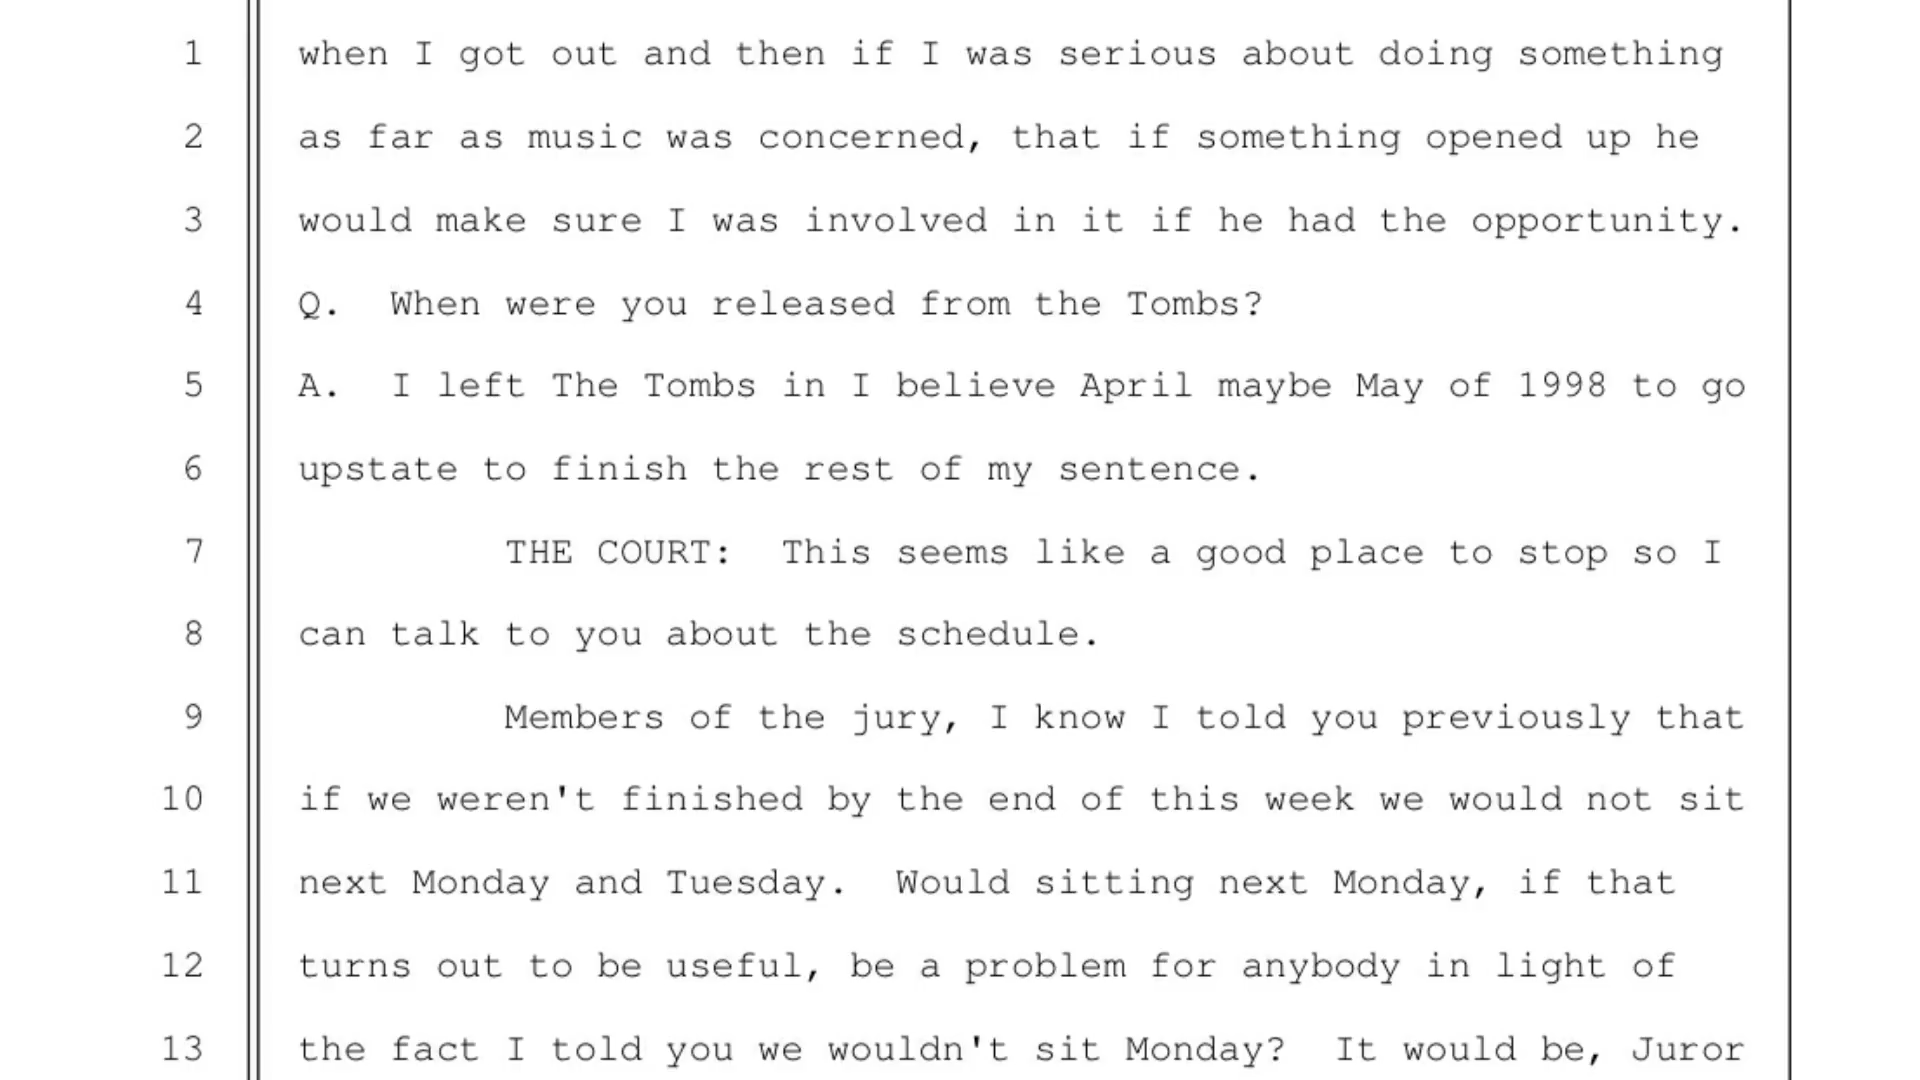 1 when I got out and then if I was serious about doing something
2 as far as music was concerned, that if something opened up he
3 would make sure I was involved in it if he had the opportunity.
4 Q. When were you released from the Tombs?
5 A. I left The Tombs in I believe April maybe May of 1998 to go
6 upstate to finish the rest of my sentence.
7 THE COURT: This seems like a good place to stop so I
8 can talk to you about the schedule.
9 Members of the jury, I know I told you previously that
10 if we weren't finished by the end of this week we would not sit
11 next Monday and Tuesday. Would sitting next Monday, if that
12 turns out to be useful, be a problem for anybody in light of
13 the fact I told you we wouldn't sit Monday? It would be, Juror